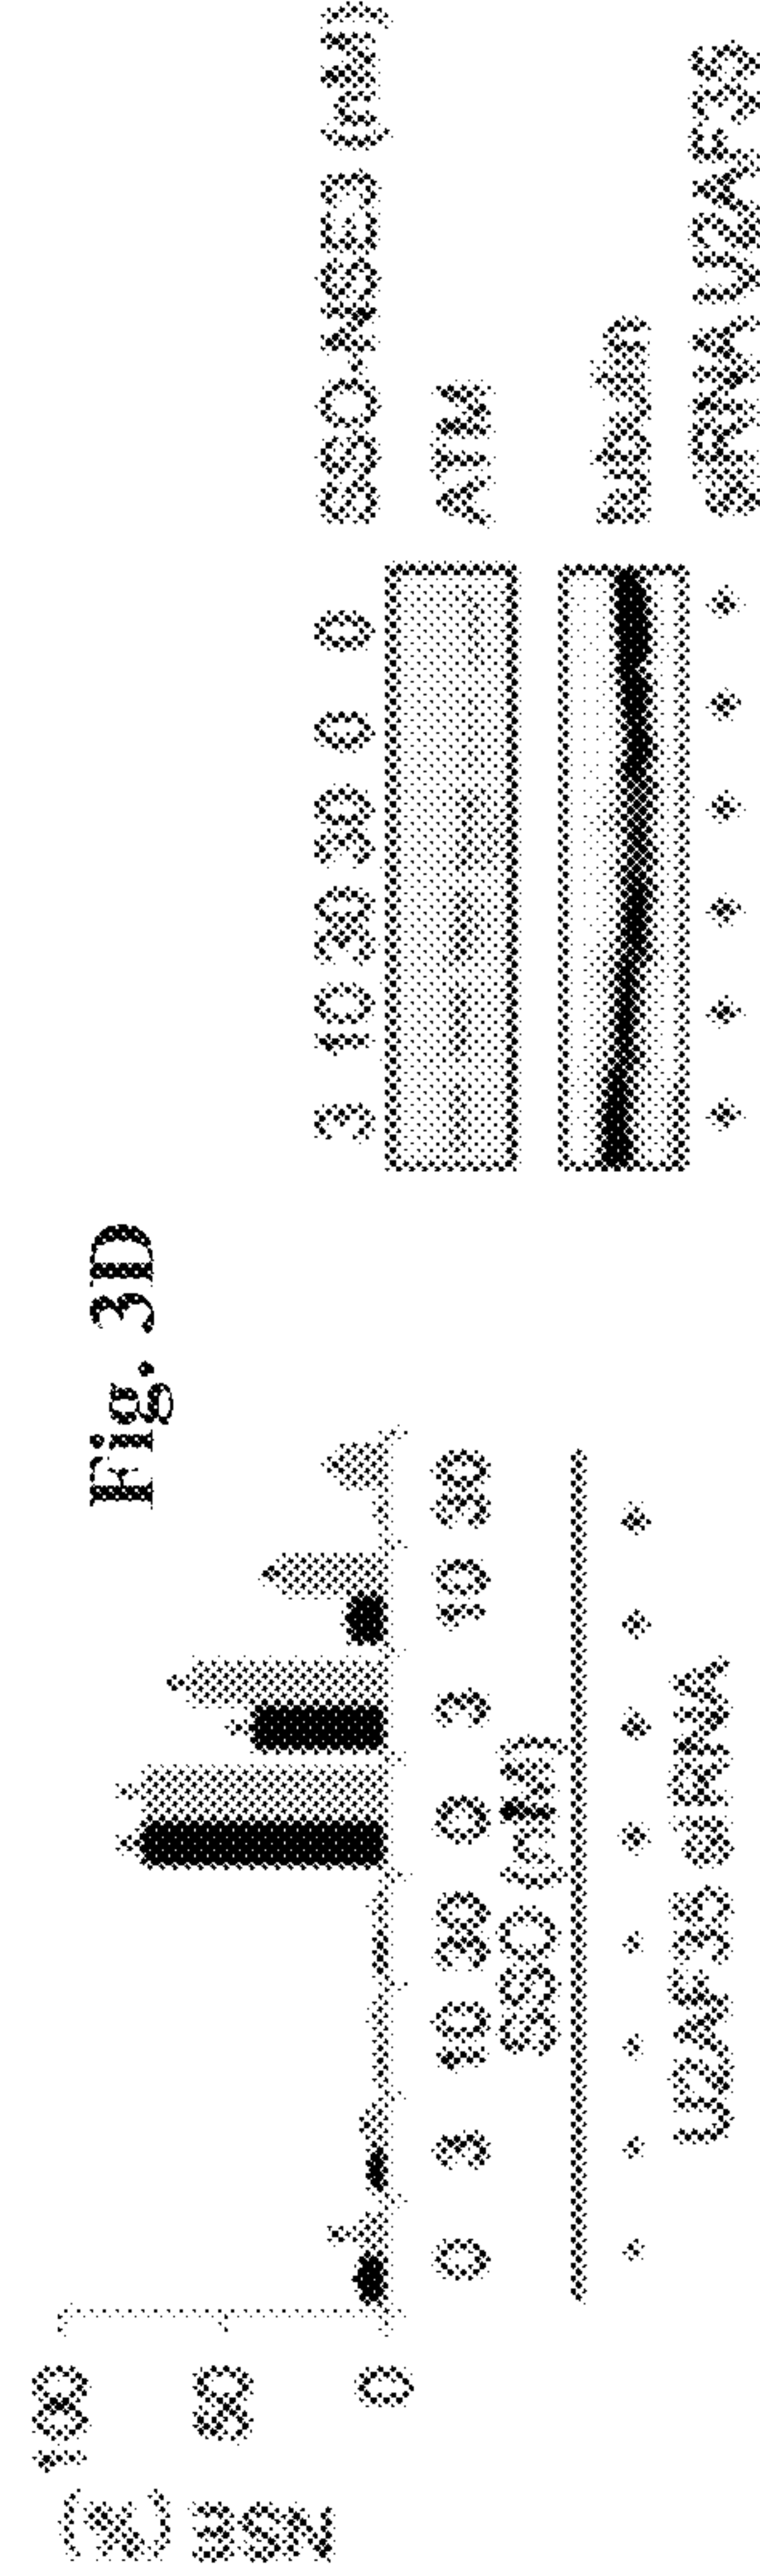 NSE (%)
100
50
0
0 3 10 30 0 3 10 30
SSO (nM)
- - - - + + + +
U2AF35 siRNA
Fig. 3D
3 10 30 30 0 0 SSO-NSE3 (nM)
ATM
tubulin
+ + + + + + siRNA U2AF35